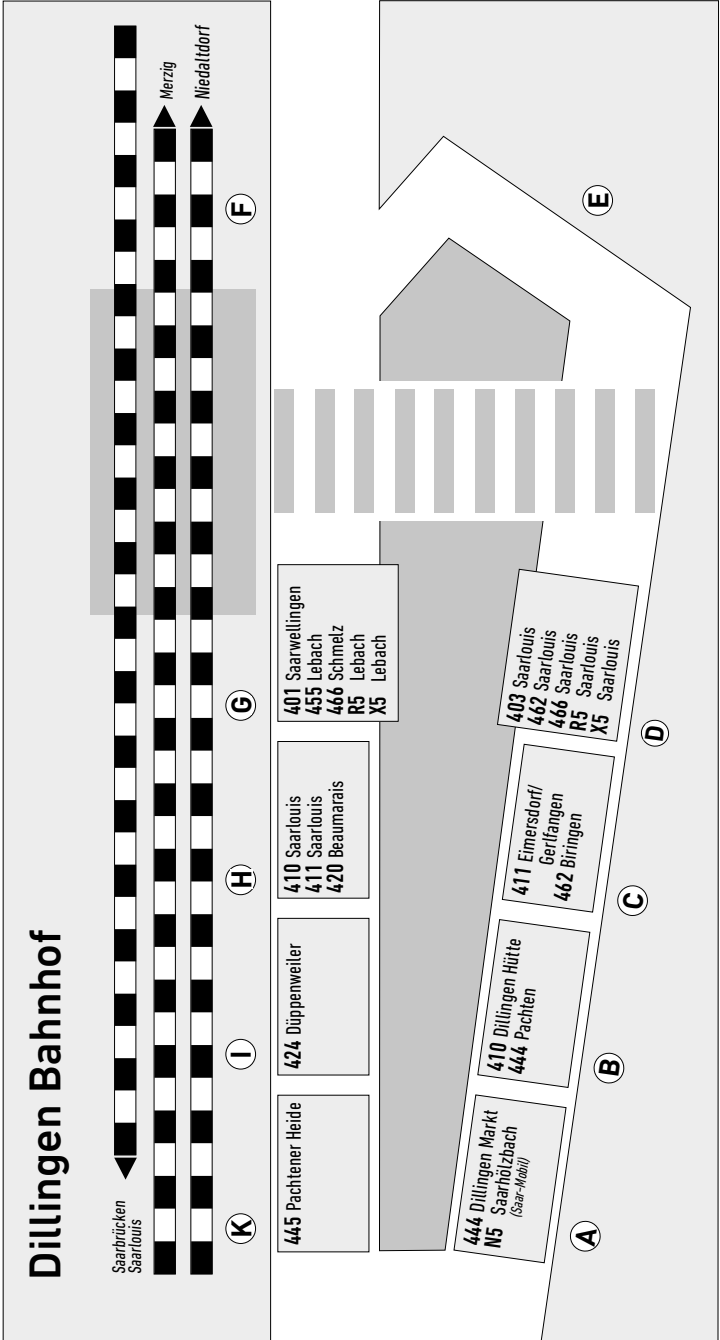 Dillingen Bahnhof
Saarbrücken
Saarlouis
Merzig
Niedaltdorf
K
I
H
G
F
445 Pachtener Heide
424 Düppenweiler
410 Saarlouis
411 Saarlouis
420 Beaumarais
401 Saarwellingen
455 Lebach
466 Schmelz
R5 Lebach
X5 Lebach
444 Dillingen Markt
N5 Saarhölzbach
(Saar-Mobil)
410 Dillingen Hütte
444 Pachten
411 Eimersdorf/
Gerlfangen
462 Biringen
403 Saarlouis
462 Saarlouis
466 Saarlouis
R5 Saarlouis
X5 Saarlouis
A
B
C
D
E